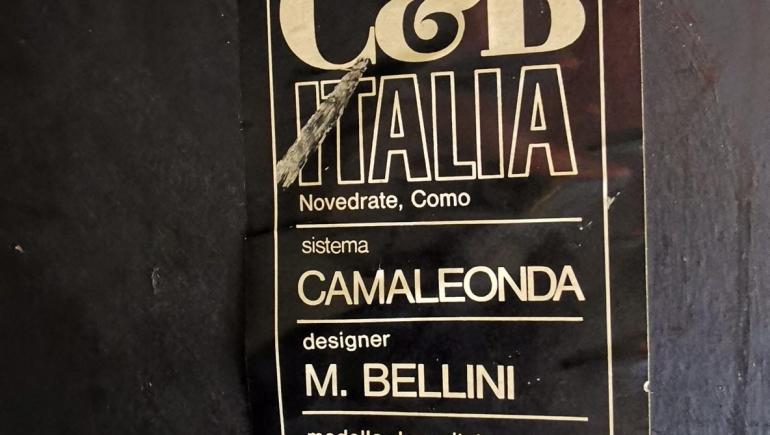 C&B
ITALIA
Novedrate, Como
sistema
CAMALEONDA
designer
M. BELLINI